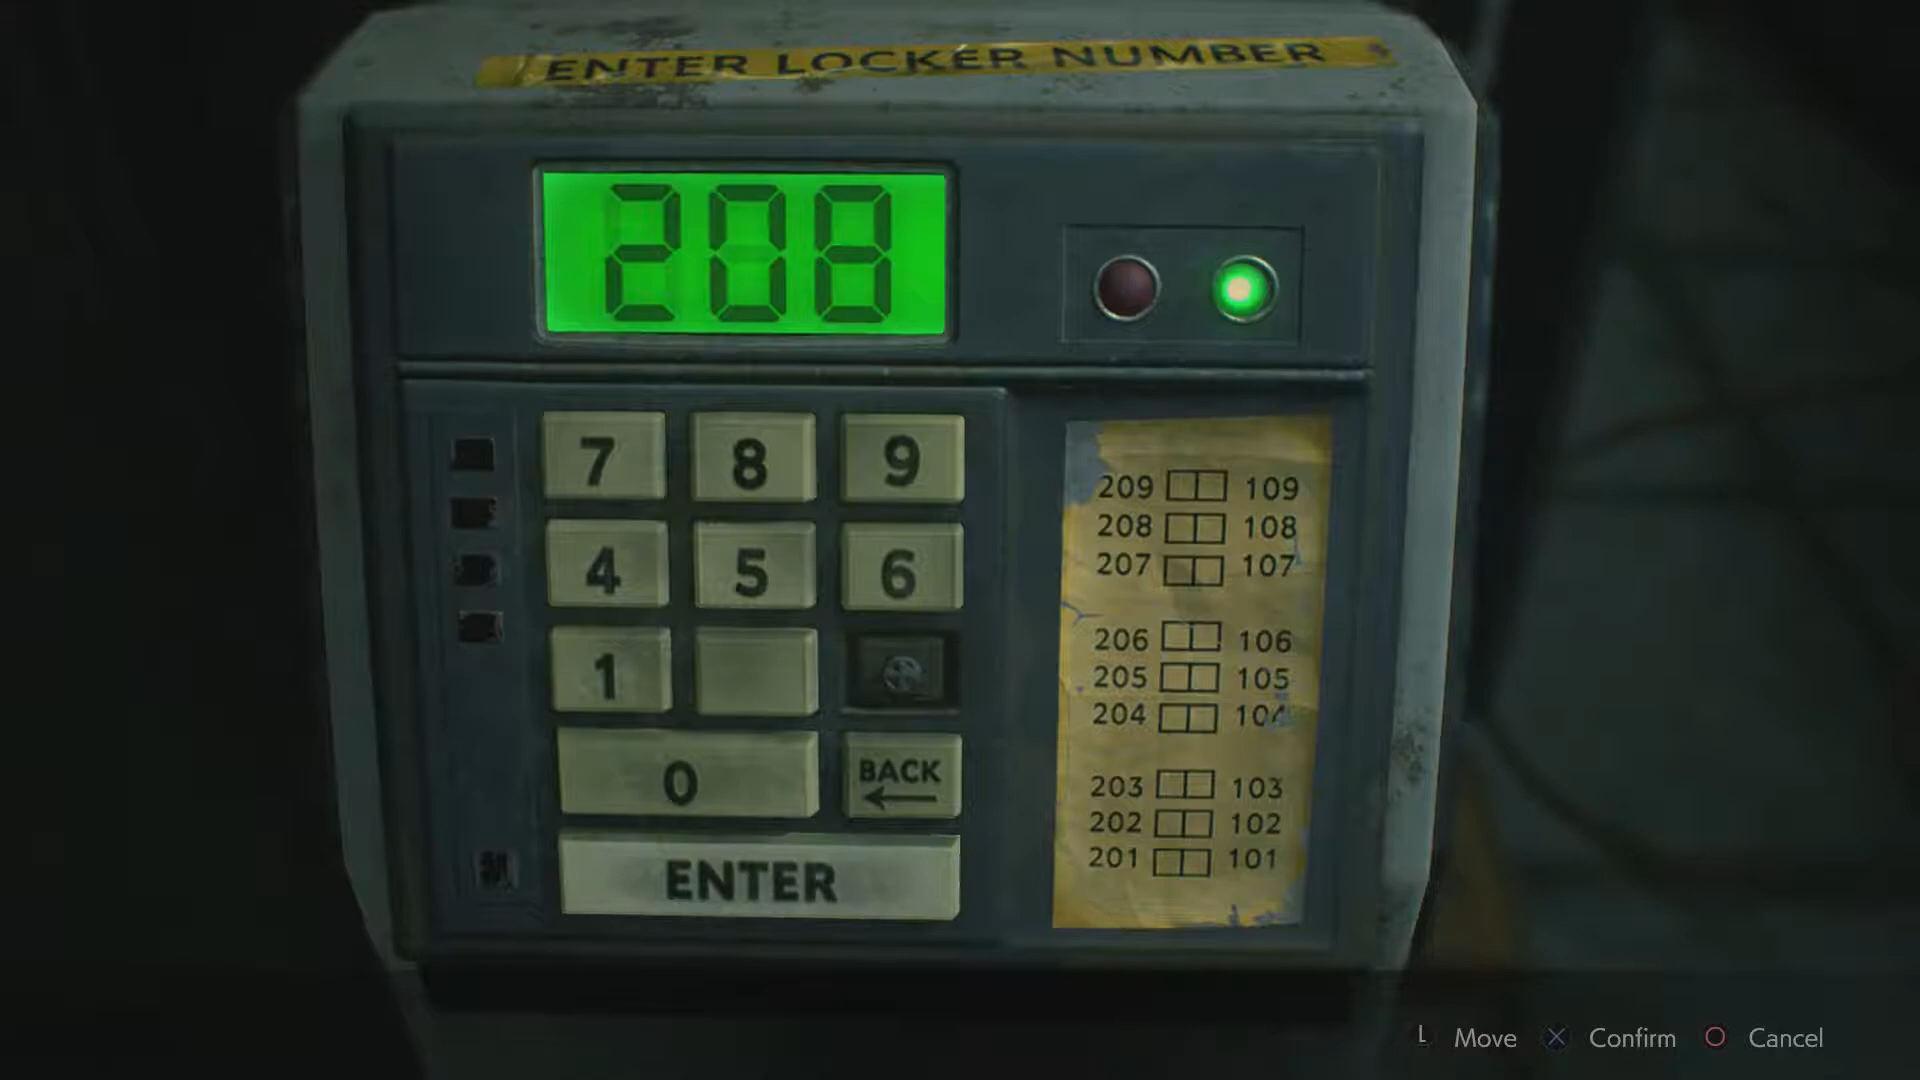 ENTER LOCKER NUMBER
208
7 8 9
4 5 6
1
0 BACK
ENTER
209 109
208 108
207 107
206 106
205 105
204 104
203 103
202 102
201 101
L Move X Confirm O Cancel